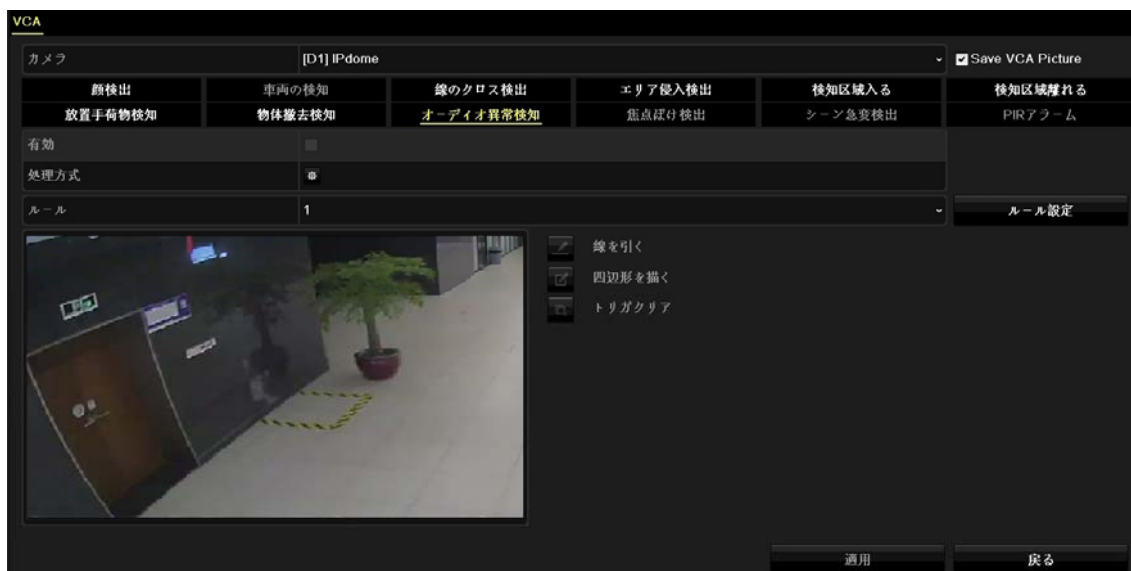 VCA
カメラ [D1] IPdome Save VCA Picture
顔検出 車両の検知 線のクロス検出 エリア侵入検出 検知区域入る 検知区域離れる
放置手荷物検知 物体撤去検知 オーディオ異常検知 焦点ぼけ検出 シーン急変検出 PIRアラーム
有効
処理方式
ルール 1 ルール設定
線を引く
四辺形を描く
トリガクリア
適用 戻る